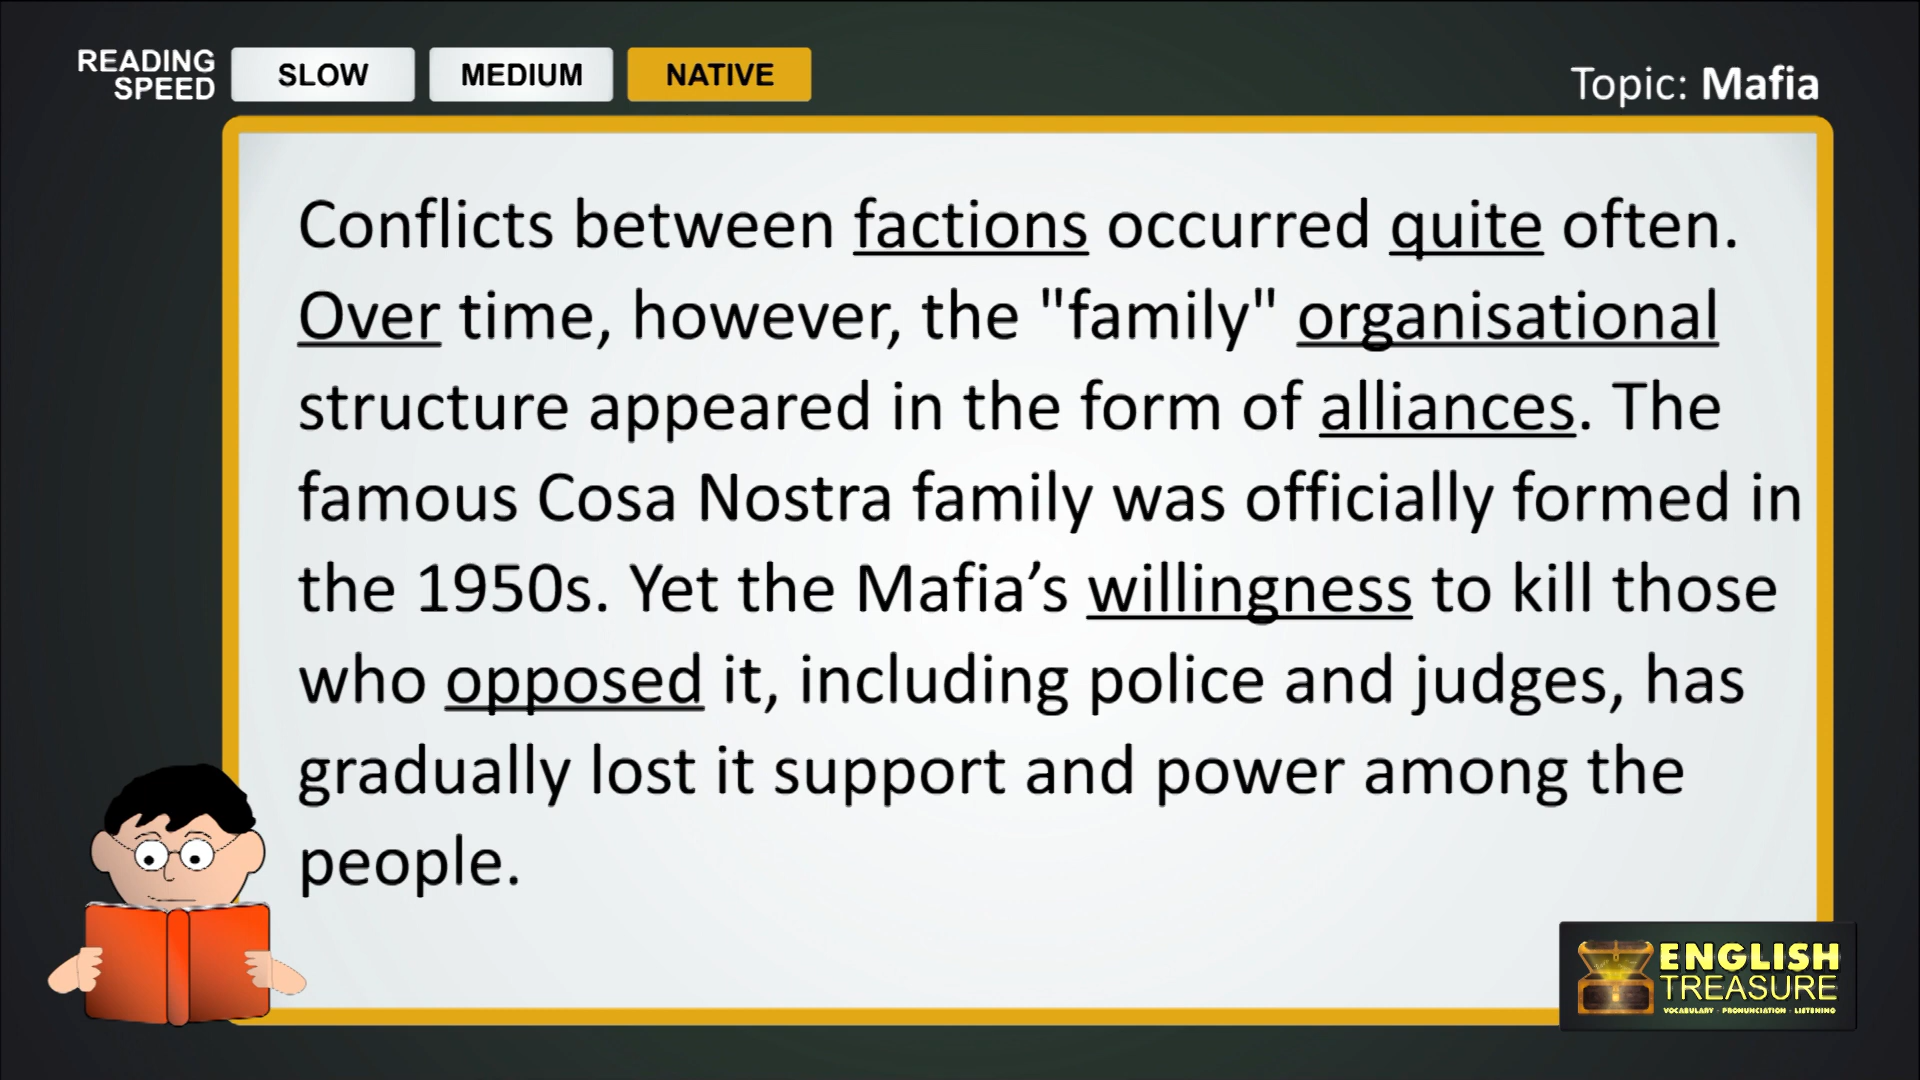 READING
SPEED
SLOW
MEDIUM
NATIVE
Topic: Mafia
Conflicts between factions occurred quite often.
Over time, however, the "family" organisational
structure appeared in the form of alliances. The
famous Cosa Nostra family was officially formed in
the 1950s. Yet the Mafia’s willingness to kill those
who opposed it, including police and judges, has
gradually lost it support and power among the
people.
ENGLISH
TREASURE
VOCABULARY - PRONUNCIATION - LISTENING